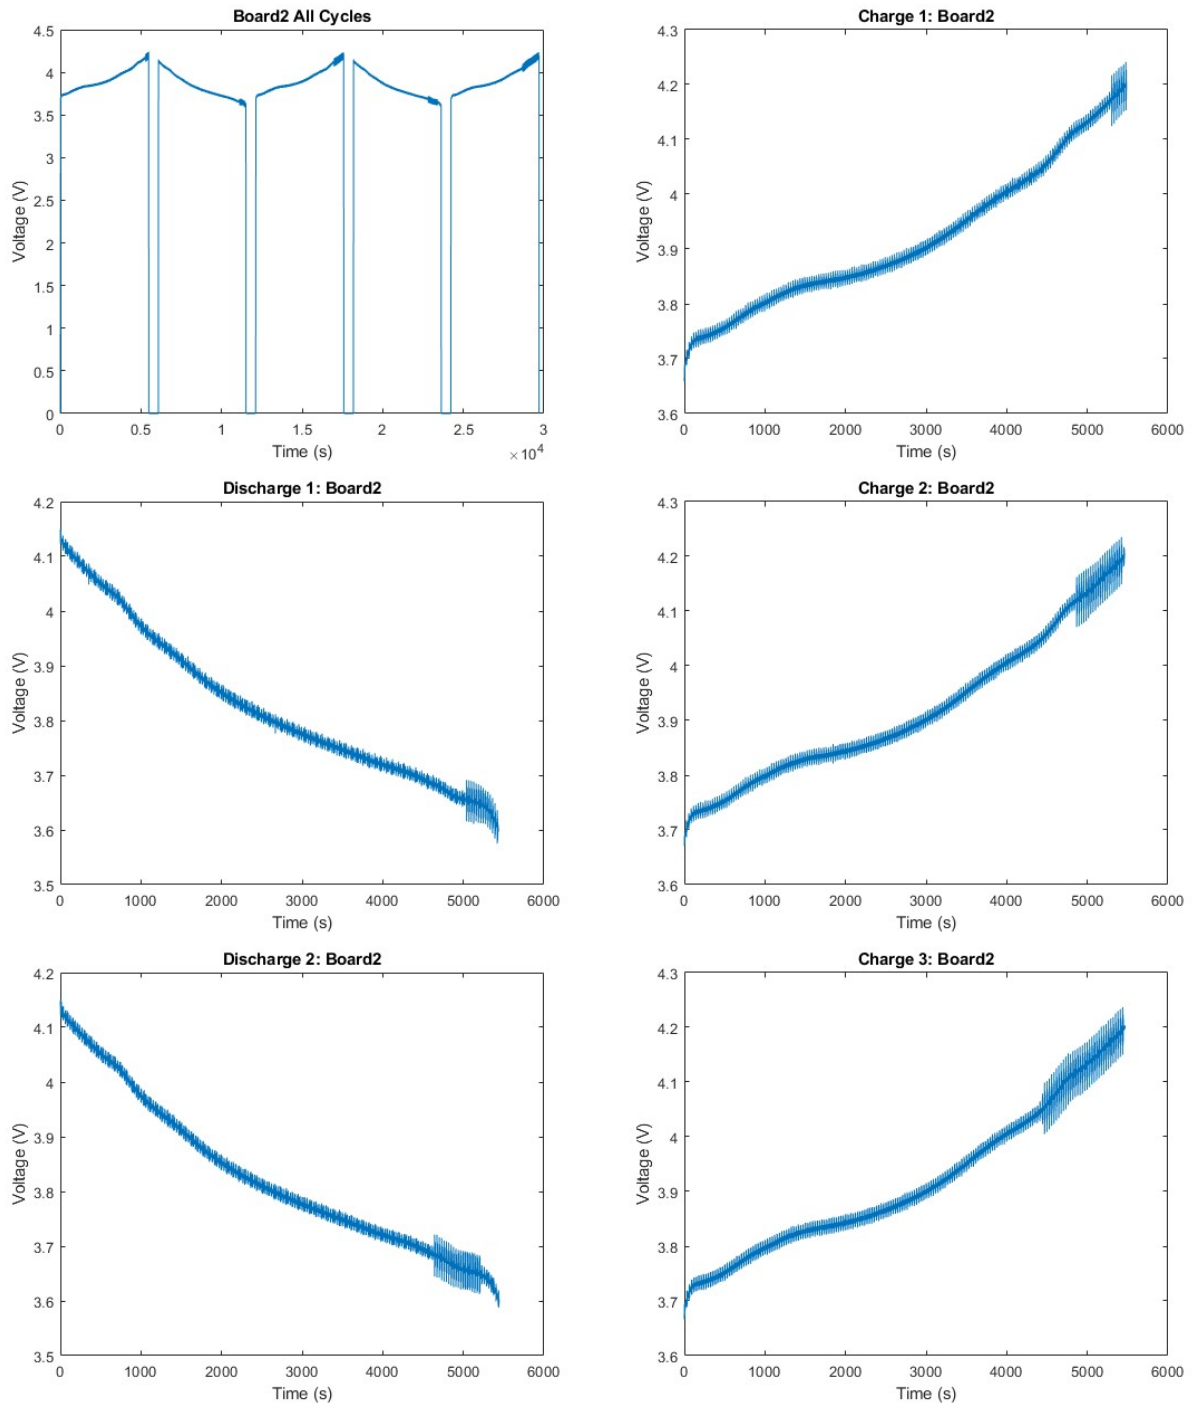 Board2 All Cycles
4.5
4
3.5
3
2.5
2
1.5
1
0.5
0
Voltage (V)
0 0.5 1 1.5 2 2.5 3
Time (s)
×10^4
Charge 1: Board2
4.3
4.2
4.1
4
3.9
3.8
3.7
3.6
Voltage (V)
0 1000 2000 3000 4000 5000 6000
Time (s)
Discharge 1: Board2
4.2
4.1
4
3.9
3.8
3.7
3.6
3.5
Voltage (V)
0 1000 2000 3000 4000 5000 6000
Time (s)
Charge 2: Board2
4.3
4.2
4.1
4
3.9
3.8
3.7
3.6
Voltage (V)
0 1000 2000 3000 4000 5000 6000
Time (s)
Discharge 2: Board2
4.2
4.1
4
3.9
3.8
3.7
3.6
3.5
Voltage (V)
0 1000 2000 3000 4000 5000 6000
Time (s)
Charge 3: Board2
4.3
4.2
4.1
4
3.9
3.8
3.7
3.6
Voltage (V)
0 1000 2000 3000 4000 5000 6000
Time (s)